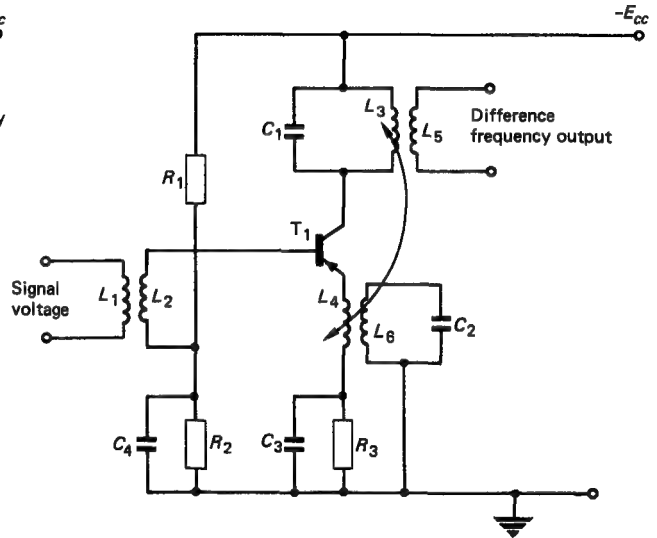 c
y
-Ecc
C1
L3
L5
Difference
frequency output
R1
T1
Signal
voltage
L1
L2
L4
L6
C2
C4
R2
C3
R3